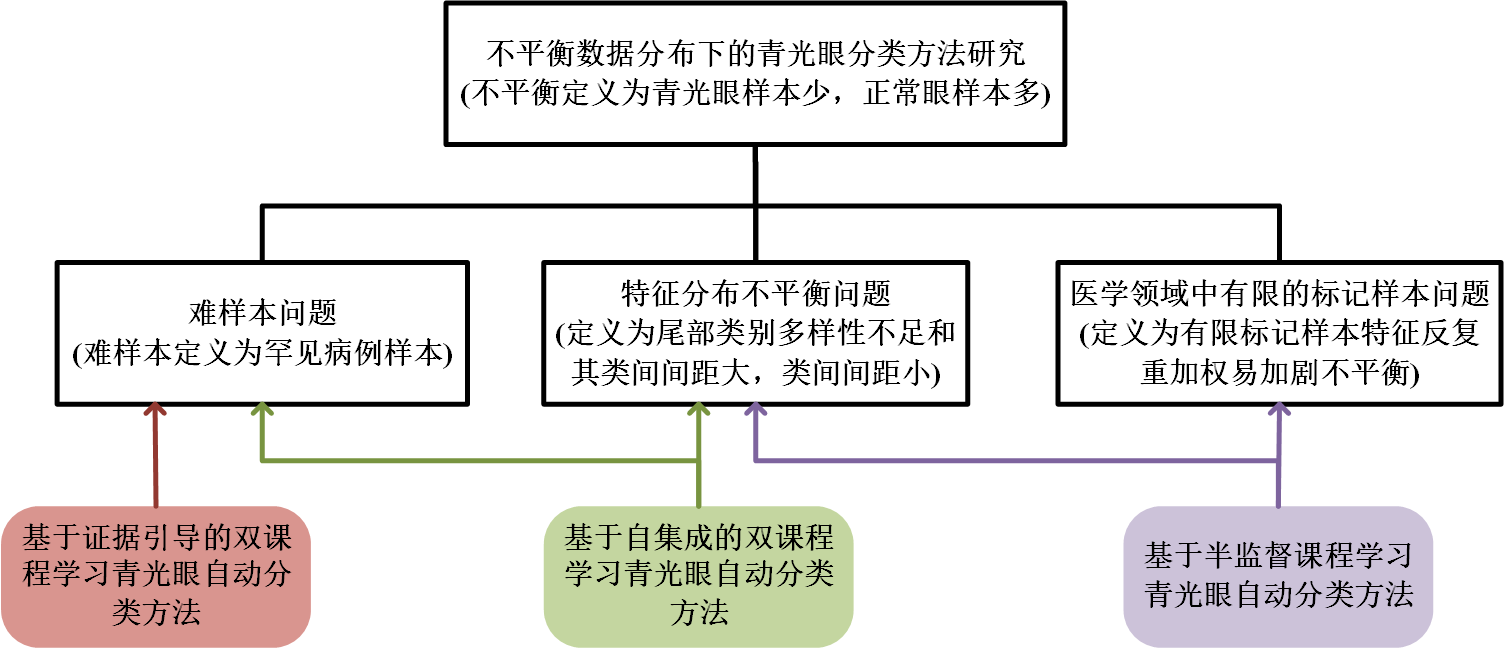 不平衡数据分布下的青光眼分类方法研究
(不平衡定义为青光眼样本少，正常眼样本多)
难样本问题
(难样本定义为罕见病例样本)
特征分布不平衡问题
(定义为尾部类别多样性不足和
其类间间距大，类间间距小)
医学领域中有限的标记样本问题
(定义为有限标记样本特征反复
重加权易加剧不平衡)
基于证据引导的双课
程学习青光眼自动分
类方法
基于自集成的双课程
学习青光眼自动分类
方法
基于半监督课程学习
青光眼自动分类方法